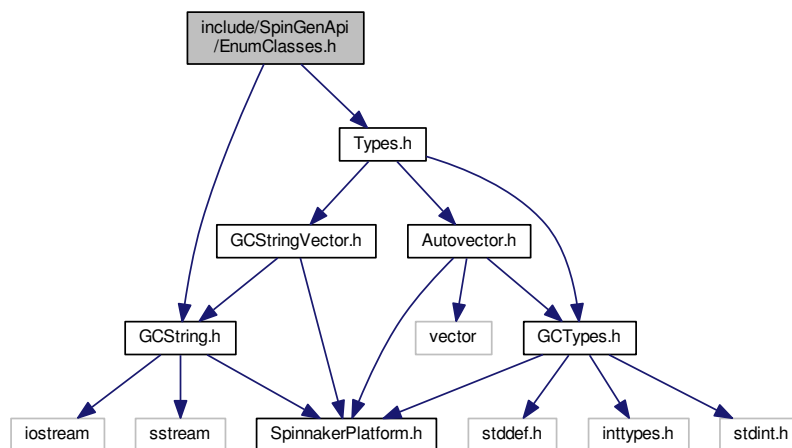 include/SpinGenApi
/EnumClasses.h
Types.h
GCStringVector.h
Autovector.h
GCString.h
vector
GCTypes.h
iostream
sstream
SpinnakerPlatform.h
stddef.h
inttypes.h
stdint.h